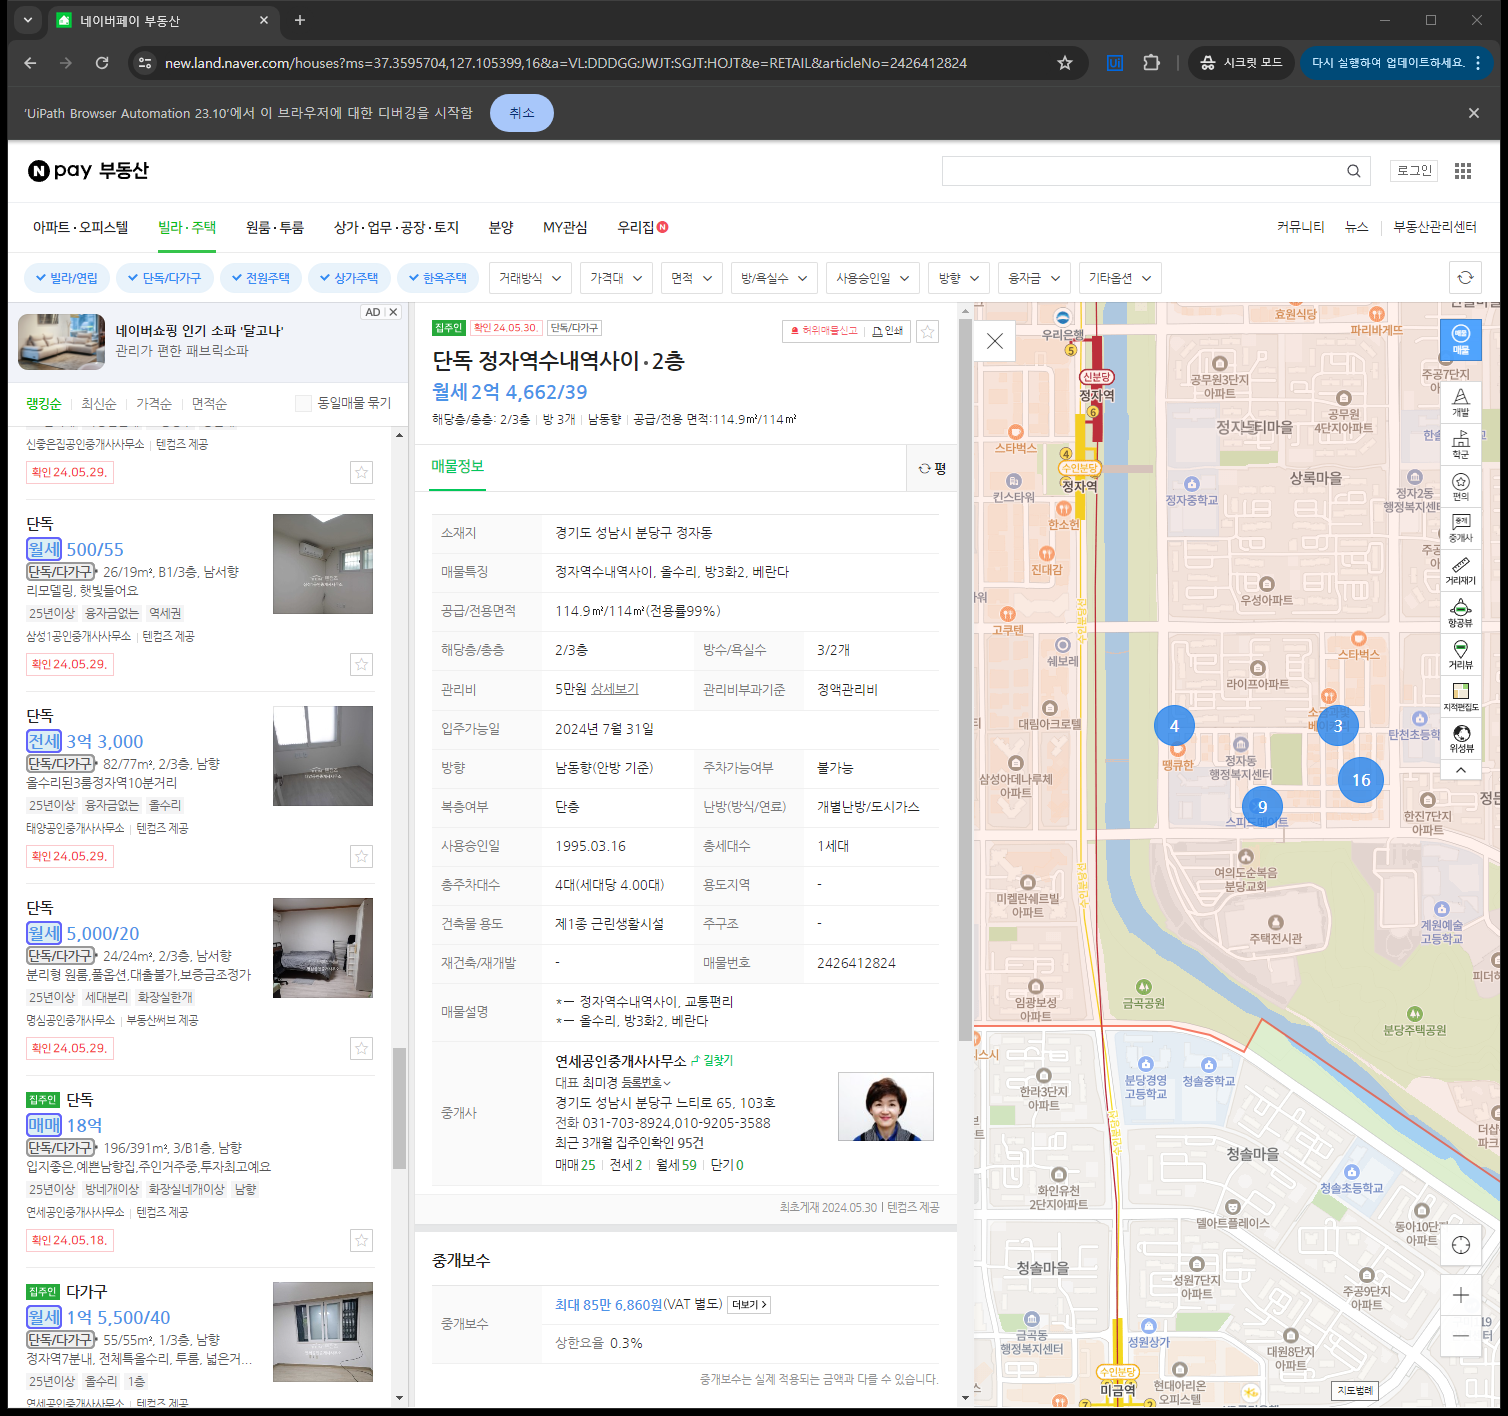 네이버페이 부동산
new.land.naver.com/houses?ms=37.3595704,127.105399,16&a=VL:DDDGG:JWJT:SGJT:HOJT&e=RETAIL&articleNo=2426412824
시크릿 모드
다시 실행하여 업데이트하세요.
'UiPath Browser Automation 23.10'에서 이 브라우저에 대한 디버깅을 시작함
취소
N pay 부동산
로그인
아파트·오피스텔 빌라·주택 원룸·투룸 상가·업무·공장·토지 분양 MY관심 우리집 N
커뮤니티 뉴스 부동산관리센터
빌라/연립 단독/다가구 전원주택 상가주택 한옥주택 거래방식 가격대 면적 방/욕실수 사용승인일 방향 융자금 기타옵션
AD
네이버쇼핑 인기 소파 '달고나'
관리가 편한 패브릭소파
랭킹순 최신순 가격순 면적순 동일매물 묶기
신좋은집공인중개사사무소 텐컴즈 제공
확인 24.05.29.
단독
월세 500/55
단독/다가구 26/19m², B1/3층, 남서향
리모델링, 햇빛들어요
25년이상 융자금없는 역세권
삼성1공인중개사사무소 텐컴즈 제공
확인 24.05.29.
단독
전세 3억 3,000
단독/다가구 82/77m², 2/3층, 남향
올수리된3룸정자역10분거리
25년이상 융자금없는 올수리
태양공인중개사사무소 텐컴즈 제공
확인 24.05.29.
단독
월세 5,000/20
단독/다가구 24/24m², 2/3층, 남서향
분리형 원룸,풀옵션,대출불가,보증금조정가
25년이상 세대분리 화장실한개
명심공인중개사사무소 부동산써브 제공
확인 24.05.29.
집주인 단독
매매 18억
단독/다가구 196/391m², 3/B1층, 남향
입지좋은,예쁜남향집,주인거주중,투자최고예요
25년이상 방네개이상 화장실네개이상 남향
연세공인중개사사무소 텐컴즈 제공
확인 24.05.18.
집주인 다가구
월세 1억 5,500/40
단독/다가구 55/55m², 1/3층, 남향
정자역7분내, 전체특올수리, 투룸, 넓은거...
25년이상 올수리 1층
연세공인중개사사무소 텐컴즈 제공
집주인 확인 24.05.30. 단독/다가구
허위매물신고 인쇄
단독 정자역수내역사이·2층
월세 2억 4,662/39
해당층/총층: 2/3층 방 3개 남동향 공급/전용 면적:114.9㎡/114㎡
매물정보
평
소재지 경기도 성남시 분당구 정자동
매물특징 정자역수내역사이, 올수리, 방3화2, 베란다
공급/전용면적 114.9㎡/114㎡(전용률99%)
해당층/총층 2/3층 방수/욕실수 3/2개
관리비 5만원 상세보기 관리비부과기준 정액관리비
입주가능일 2024년 7월 31일
방향 남동향(안방 기준) 주차가능여부 불가능
복층여부 단층 난방(방식/연료) 개별난방/도시가스
사용승인일 1995.03.16 총세대수 1세대
총주차대수 4대(세대당 4.00대) 용도지역 -
건축물 용도 제1종 근린생활시설 주구조 -
재건축/재개발 - 매물번호 2426412824
매물설명
*ㅡ 정자역수내역사이, 교통편리
*ㅡ 올수리, 방3화2, 베란다
중개사
연세공인중개사사무소 길찾기
대표 최미경 등록번호
경기도 성남시 분당구 느티로 65, 103호
전화 031-703-8924,010-9205-3588
최근 3개월 집주인확인 95건
매매 25 전세 2 월세 59 단기 0
최초게재 2024.05.30 텐컴즈 제공
중개보수
중개보수
최대 85만 6,860원(VAT 별도) 더보기
상한요율 0.3%
중개보수는 실제 적용되는 금액과 다를 수 있습니다.
우리은행
5
신분당
정자역
6
4
수인분당
정자역
효원식당
파리바게뜨
주공7단지
아파트
공무원3단지
아파트
공무원
4단지아파트
정자느티마을
상록마을
스타벅스
킨스타워
한소헌
정자중학교
정자2동
행정복지센터
진대감
고쿠텐
우성아파트
쉐보레
대림아크로텔
라이프아파트
스타벅스
4
땡큐한
3
탄천초등학
16
9
정자동
행정복지센터
삼성아데나루체
아파트
한진7단지
아파트
여의도순복음
분당교회
미켈란쉐르빌
아파트
주택전시관
계원예술
고등학교
임광보성
아파트
금곡공원
분당주택공원
분당경영
고등학교
청솔중학교
한라3단지
아파트
청솔마을
청솔초등학교
화인유천
2단지아파트
델아트플레이스
동아10단지
아파트
청솔마을
성원7단지
아파트
주공9단지
아파트
금곡동
행정복지센터
성원상가
대원8단지
아파트
수인분당
미금역
7
2
현대아리온
오피스텔
지도범례
매물
매물
개발
학군
편의
중개
중개사
거리재기
항공뷰
거리뷰
지적편집도
위성뷰